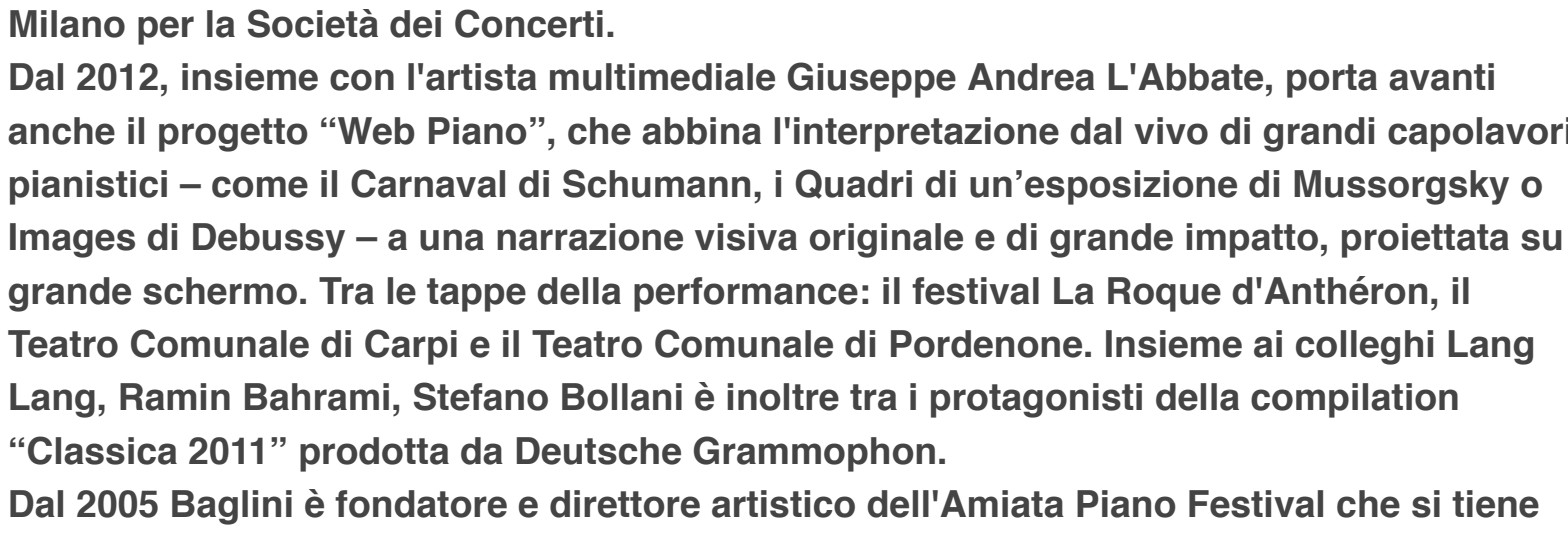 Milano per la Società dei Concerti.
Dal 2012, insieme con l'artista multimediale Giuseppe Andrea L'Abbate, porta avanti
anche il progetto “Web Piano”, che abbina l'interpretazione dal vivo di grandi capolavori
pianistici – come il Carnaval di Schumann, i Quadri di un’esposizione di Mussorgsky o
Images di Debussy – a una narrazione visiva originale e di grande impatto, proiettata su
grande schermo. Tra le tappe della performance: il festival La Roque d'Anthéron, il
Teatro Comunale di Carpi e il Teatro Comunale di Pordenone. Insieme ai colleghi Lang
Lang, Ramin Bahrami, Stefano Bollani è inoltre tra i protagonisti della compilation
“Classica 2011” prodotta da Deutsche Grammophon.
Dal 2005 Baglini è fondatore e direttore artistico dell'Amiata Piano Festival che si tiene